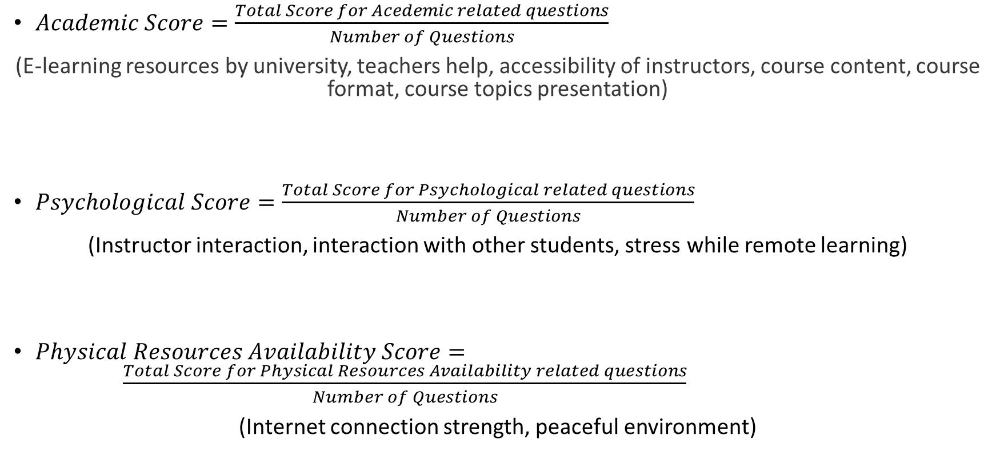 • Academic Score = Total Score for Acedemic related questions
Number of Questions
(E-learning resources by university, teachers help, accessibility of instructors, course content, course
format, course topics presentation)
• Psychological Score = Total Score for Psychological related questions
Number of Questions
(Instructor interaction, interaction with other students, stress while remote learning)
• Physical Resources Availability Score =
Total Score for Physical Resources Availability related questions
Number of Questions
(Internet connection strength, peaceful environment)